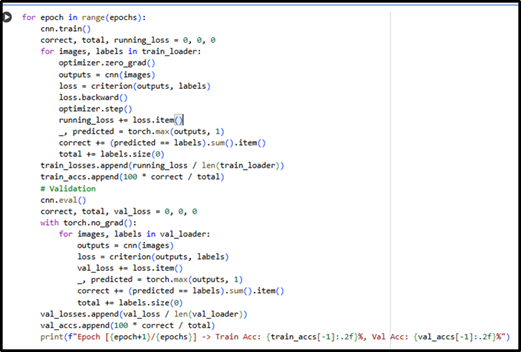 for epoch in range(epochs):
    cnn.train()
    correct, total, running_loss = 0, 0, 0
    for images, labels in train_loader:
        optimizer.zero_grad()
        outputs = cnn(images)
        loss = criterion(outputs, labels)
        loss.backward()
        optimizer.step()
        running_loss += loss.item()
        _, predicted = torch.max(outputs, 1)
        correct += (predicted == labels).sum().item()
        total += labels.size(0)
    train_losses.append(running_loss / len(train_loader))
    train_accs.append(100 * correct / total)
    # Validation
    cnn.eval()
    correct, total, val_loss = 0, 0, 0
    with torch.no_grad():
        for images, labels in val_loader:
            outputs = cnn(images)
            loss = criterion(outputs, labels)
            val_loss += loss.item()
            _, predicted = torch.max(outputs, 1)
            correct += (predicted == labels).sum().item()
            total += labels.size(0)
    val_losses.append(val_loss / len(val_loader))
    val_accs.append(100 * correct / total)
    print(f"Epoch [{epoch+1}/{epochs}] -> Train Acc: {train_accs[-1]:.2f}%, Val Acc: {val_accs[-1]:.2f}%")